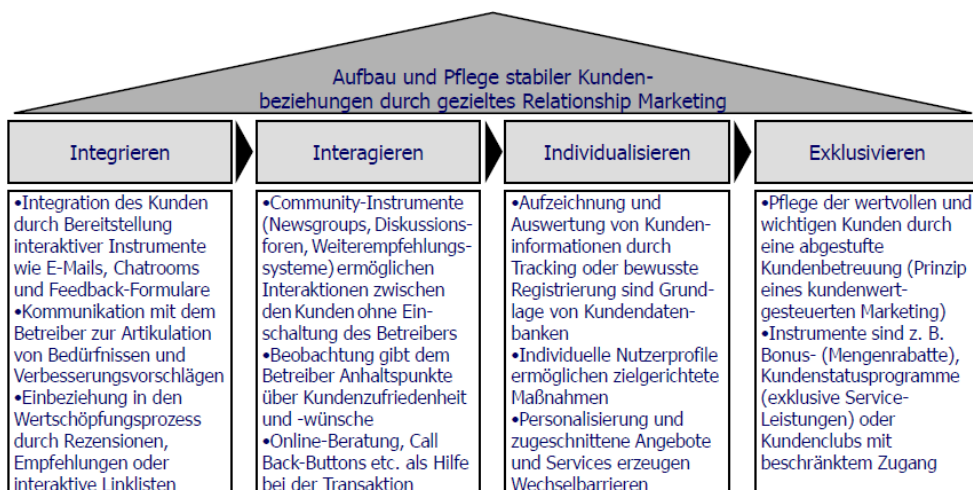 Aufbau und Pflege stabiler Kunden-
beziehungen durch gezieltes Relationship Marketing
Integrieren
•Integration des Kunden
durch Bereitstellung
interaktiver Instrumente
wie E-Mails, Chatrooms
und Feedback-Formulare
•Kommunikation mit dem
Betreiber zur Artikulation
von Bedürfnissen und
Verbesserungsvorschlägen
•Einbeziehung in den
Wertschöpfungsprozess
durch Rezensionen,
Empfehlungen oder
interaktive Linklisten
Interagieren
•Community-Instrumente
(Newsgroups, Diskussions-
foren, Weiterempfehlungs-
systeme) ermöglichen
Interaktionen zwischen
den Kunden ohne Ein-
schaltung des Betreibers
•Beobachtung gibt dem
Betreiber Anhaltspunkte
über Kundenzufriedenheit
und -wünsche
•Online-Beratung, Call
Back-Buttons etc. als Hilfe
bei der Transaktion
Individualisieren
•Aufzeichnung und
Auswertung von Kunden-
informationen durch
Tracking oder bewusste
Registrierung sind Grund-
lage von Kundendaten-
banken
•Individuelle Nutzerprofile
ermöglichen zielgerichtete
Maßnahmen
•Personalisierung und
zugeschnittene Angebote
und Services erzeugen
Wechselbarrieren
Exklusivieren
•Pflege der wertvollen und
wichtigen Kunden durch
eine abgestufte
Kundenbetreuung (Prinzip
eines kundenwert-
gesteuerten Marketing)
•Instrumente sind z. B.
Bonus- (Mengenrabatte),
Kundenstatusprogramme
(exklusive Service-
Leistungen) oder
Kundenclubs mit
beschränktem Zugang